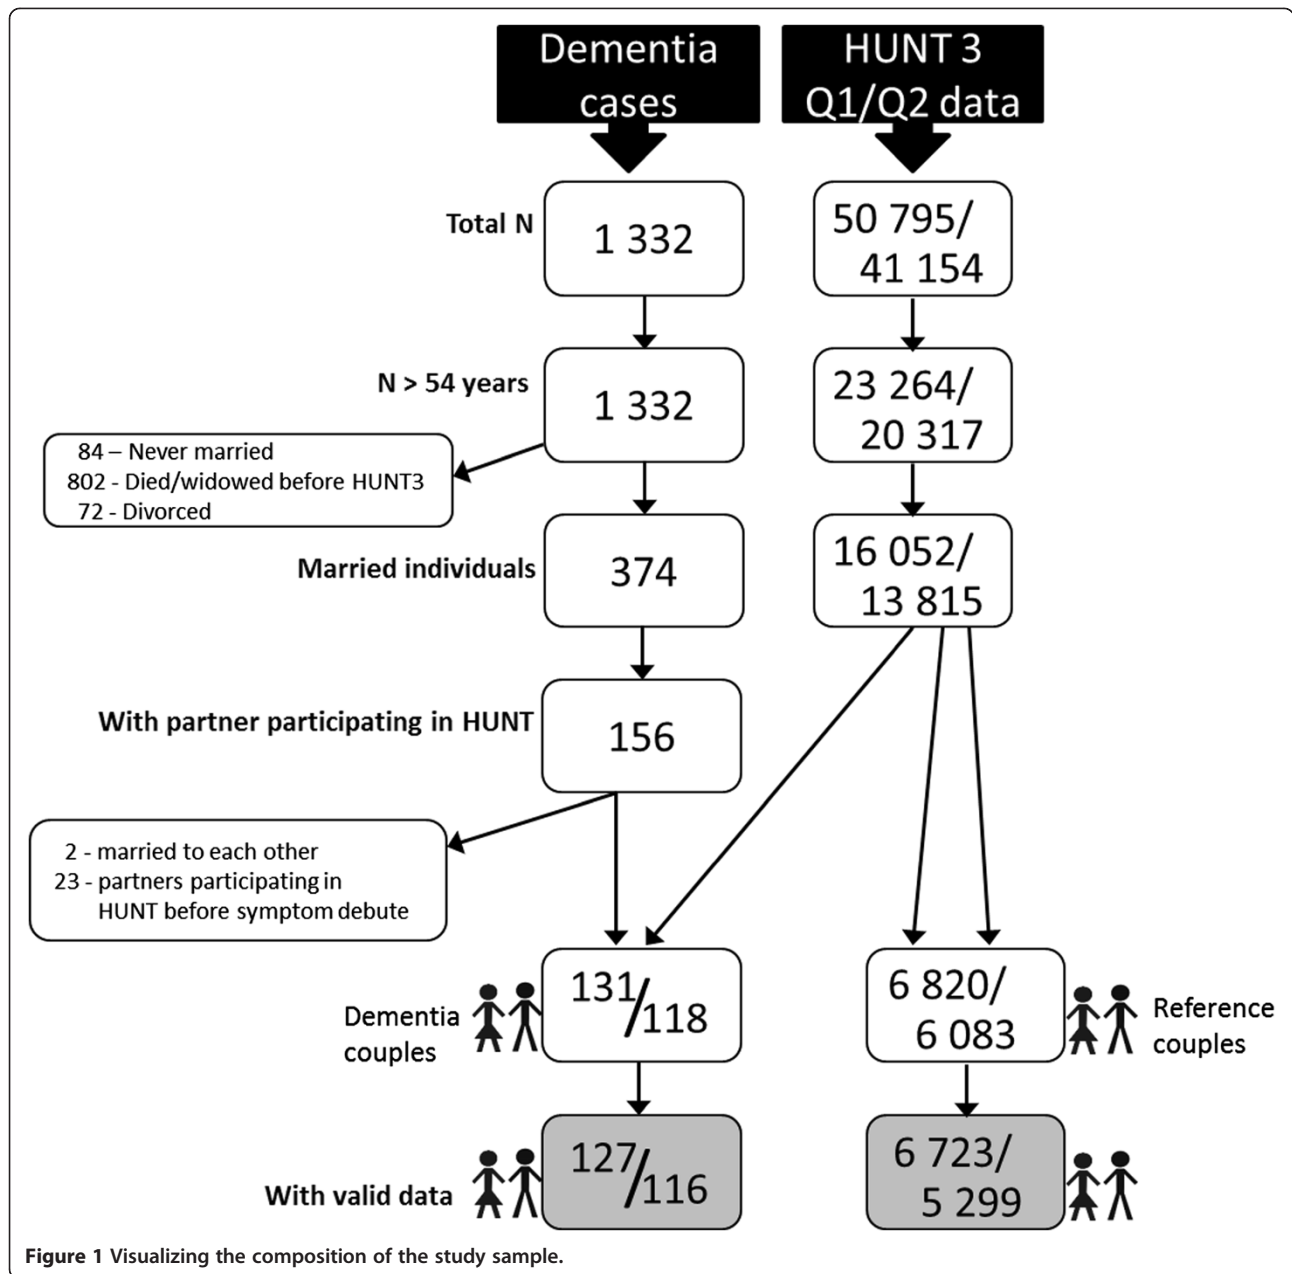 Dementia
cases
HUNT 3
Q1/Q2 data
Total N
1 332
50 795/
41 154
N > 54 years
1 332
23 264/
20 317
84 – Never married
802 - Died/widowed before HUNT3
72 - Divorced
Married individuals
374
16 052/
13 815
With partner participating in HUNT
156
2 - married to each other
23 - partners participating in
HUNT before symptom debute
Dementia
couples
131/118
6 820/
6 083
Reference
couples
With valid data
127/116
6 723/
5 299
Figure 1 Visualizing the composition of the study sample.